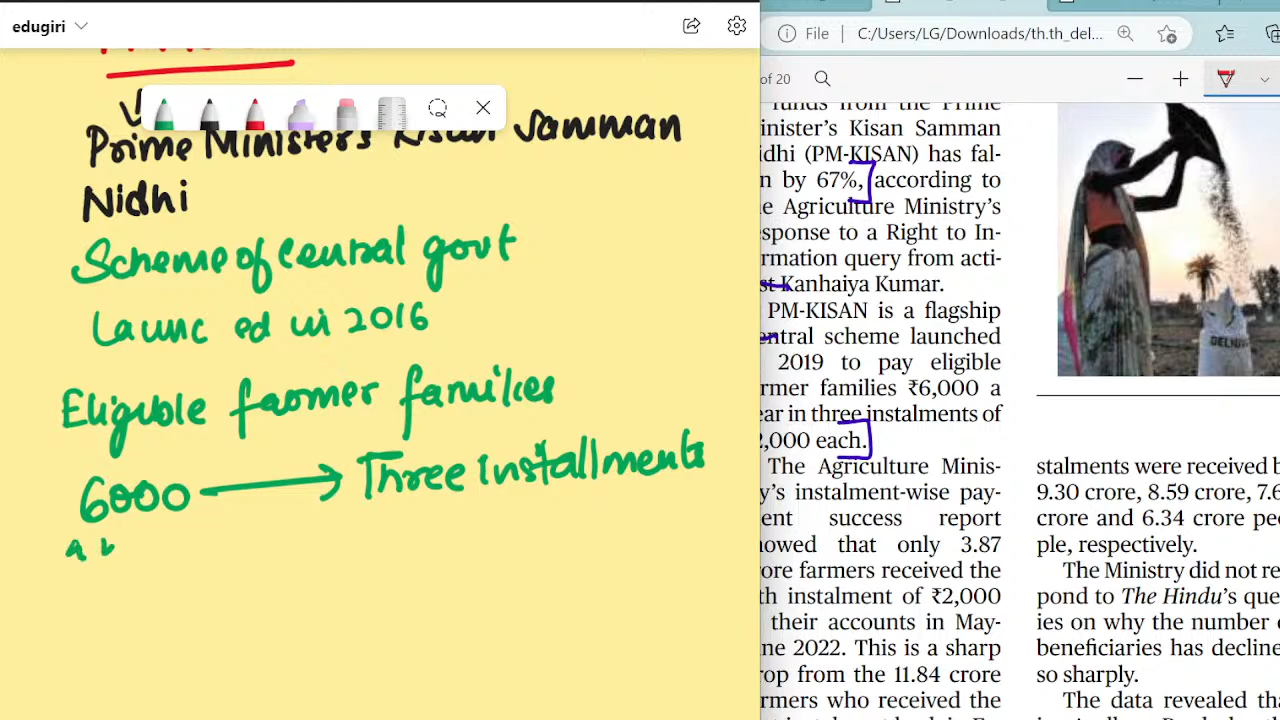 edugiri
Prime Minister's Kisan Samman
Nidhi
Scheme of central govt
Launc ed in 2016
Eligible farmer families
6000 → Three installments
a
File C:/Users/LG/Downloads/th.th_del...
of 20
funds from the Prime
inister's Kisan Samman
idhi (PM-KISAN) has fal-
n by 67%, according to
e Agriculture Ministry's
sponse to a Right to In-
rmation query from acti-
st Kanhaiya Kumar.
PM-KISAN is a flagship
entral scheme launched
2019 to pay eligible
rmer families ₹6,000 a
ear in three instalments of
2,000 each.
The Agriculture Minis-
y's instalment-wise pay-
ent success report
howed that only 3.87
ore farmers received the
th instalment of ₹2,000
their accounts in May-
ne 2022. This is a sharp
rop from the 11.84 crore
rmers who received the
DELHI
stalments were received b
9.30 crore, 8.59 crore, 7.6
crore and 6.34 crore peo
ple, respectively.
The Ministry did not re
pond to The Hindu's que
ies on why the number o
beneficiaries has decline
so sharply.
The data revealed tha